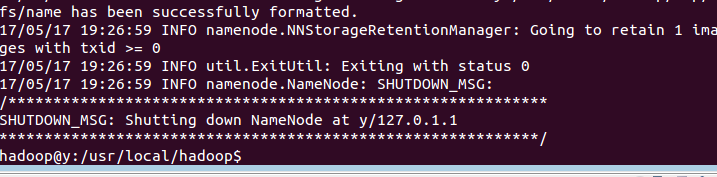 fs/name has been successfully formatted.
17/05/17 19:26:59 INFO namenode.NNStorageRetentionManager: Going to retain 1 ima
ges with txid >= 0
17/05/17 19:26:59 INFO util.ExitUtil: Exiting with status 0
17/05/17 19:26:59 INFO namenode.NameNode: SHUTDOWN_MSG:
/************************************************************
SHUTDOWN_MSG: Shutting down NameNode at y/127.0.1.1
************************************************************/
hadoop@y:/usr/local/hadoop$